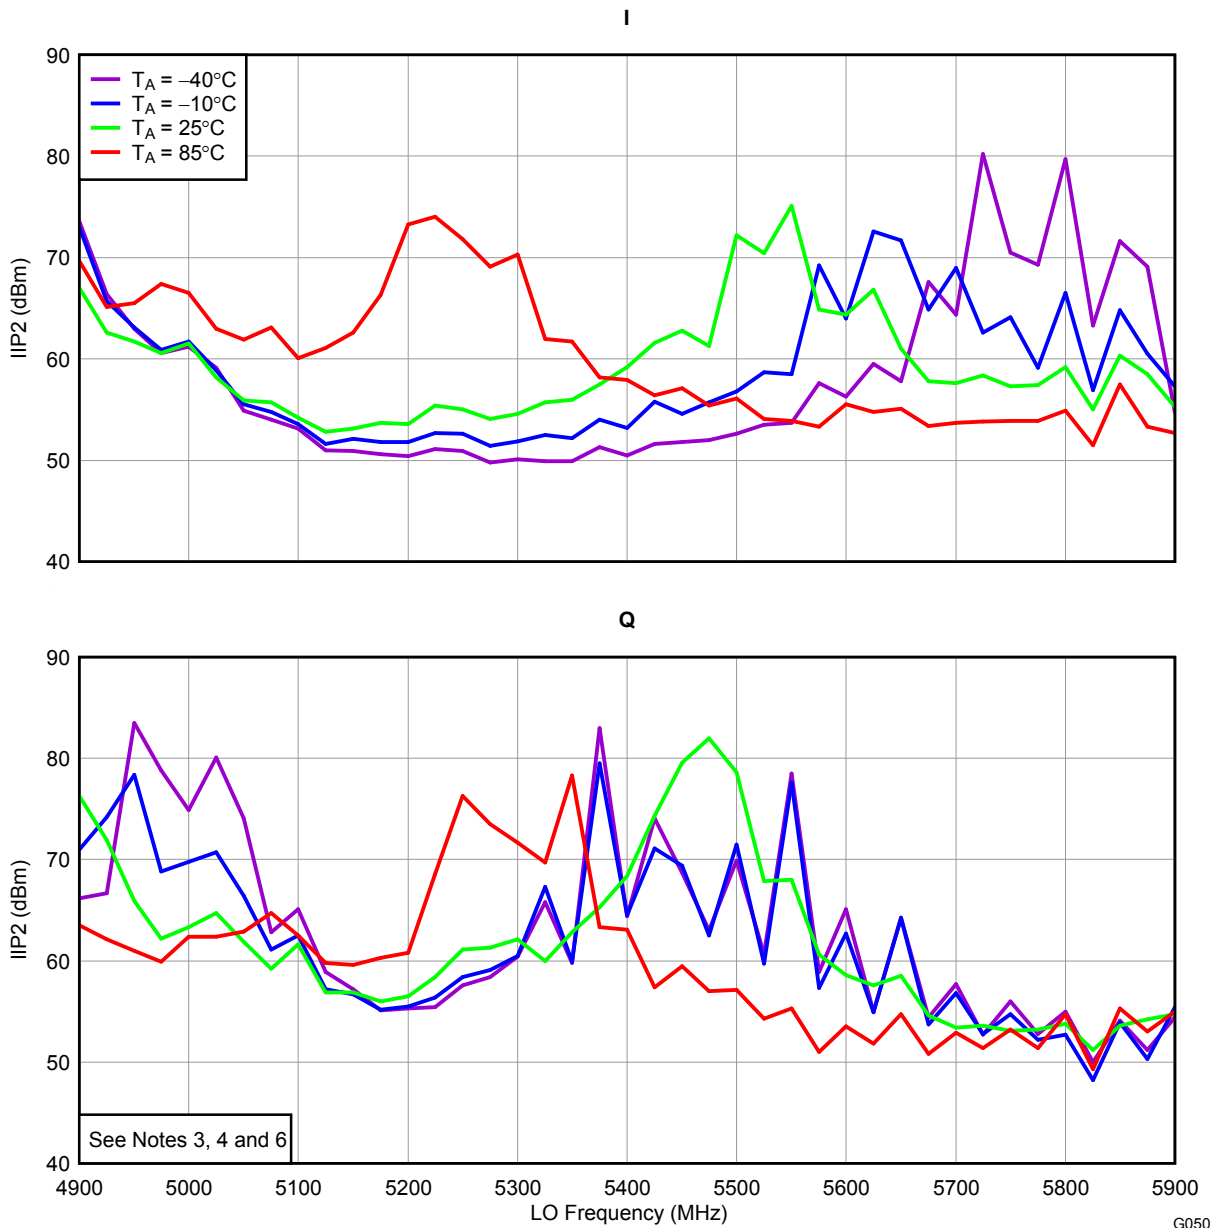 I
90
80
70
60
50
40
IIP2 (dBm)
T_A = –40°C
T_A = –10°C
T_A = 25°C
T_A = 85°C
Q
90
80
70
60
50
40
IIP2 (dBm)
See Notes 3, 4 and 6
4900 5000 5100 5200 5300 5400 5500 5600 5700 5800 5900
LO Frequency (MHz)
G050